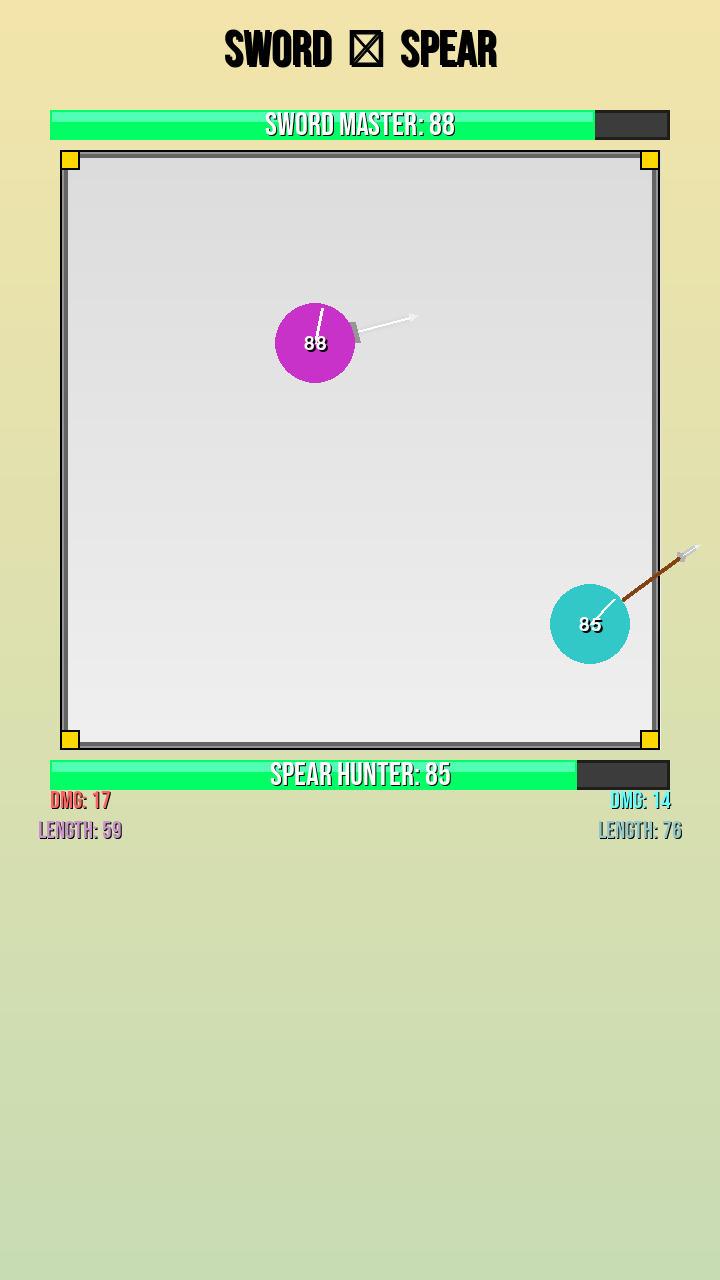 SWORD ☒ SPEAR
SWORD MASTER: 88
88
85
SPEAR HUNTER: 85
DMG: 17
DMG: 14
LENGTH: 59
LENGTH: 76